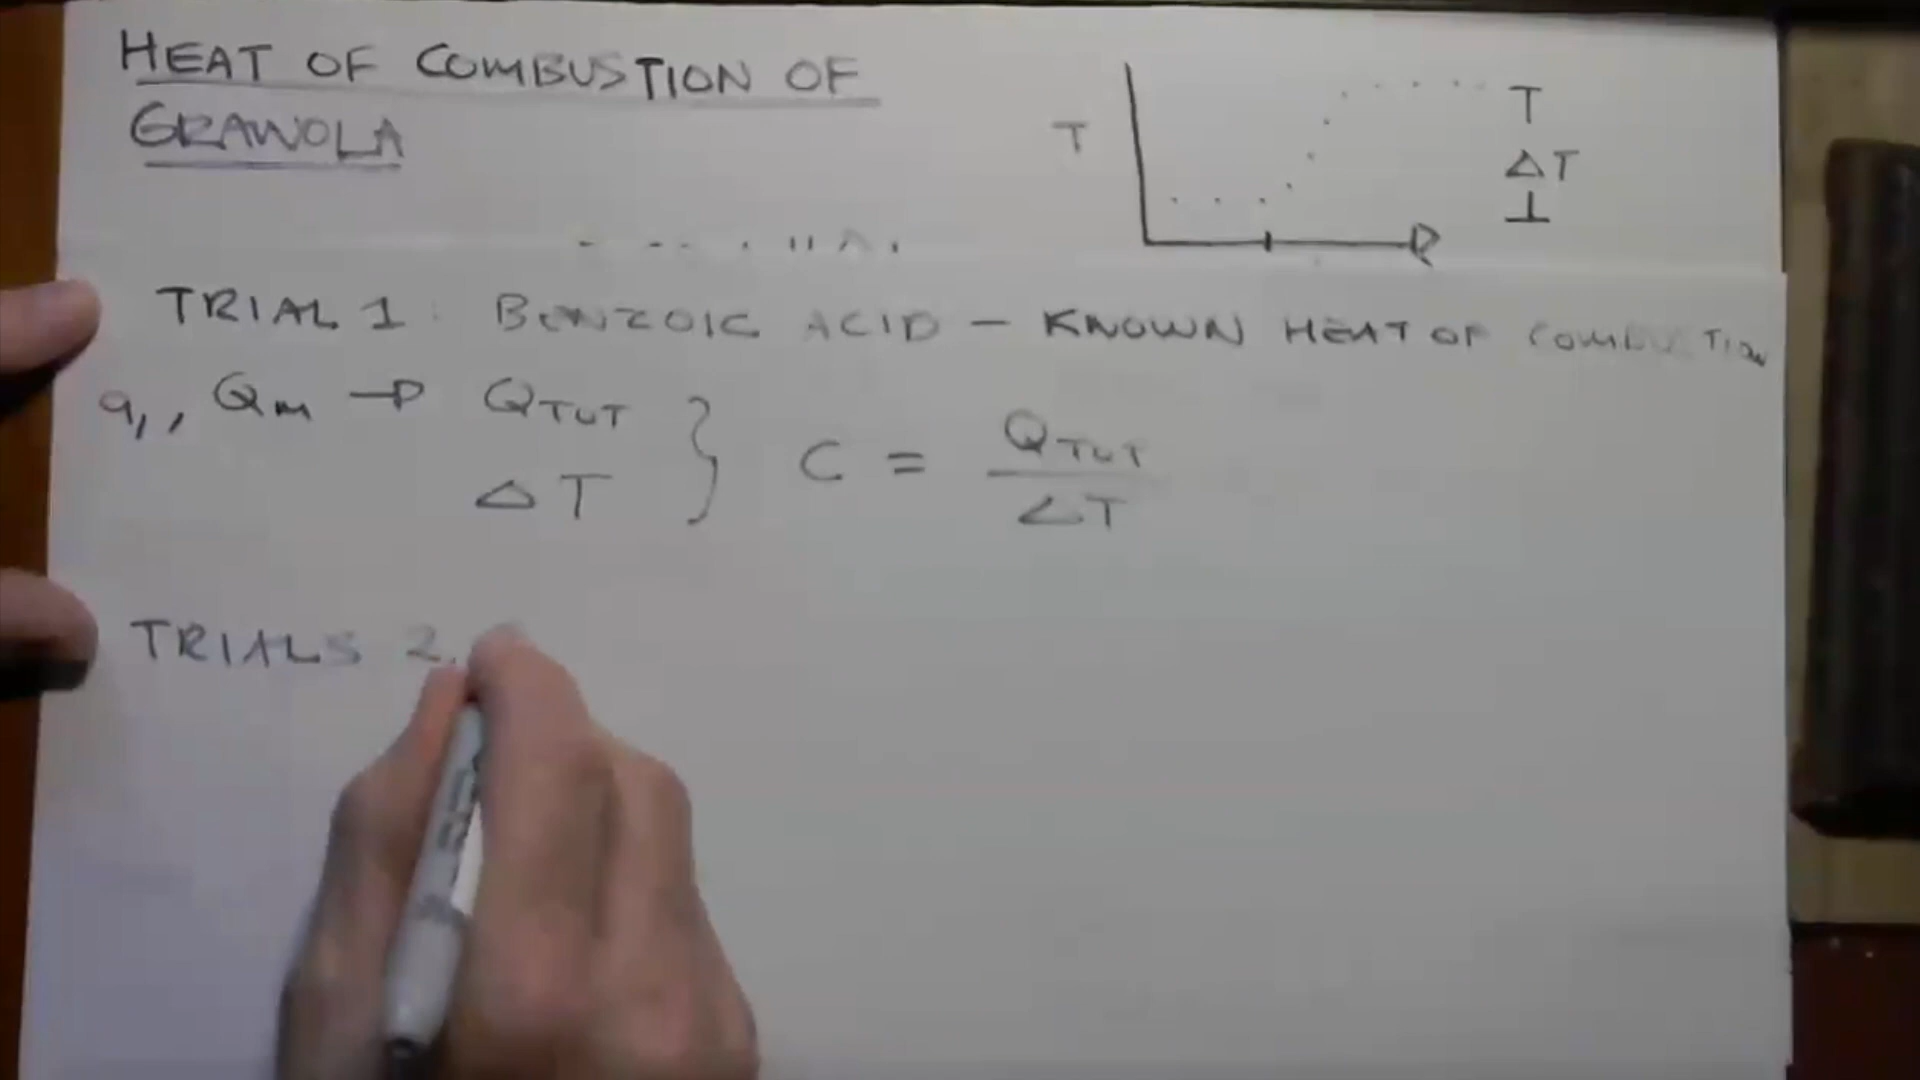 HEAT OF COMBUSTION OF
GRANOLA
T
T
ΔT
⊥
TRIAL 1: BENZOIC ACID – KNOWN HEAT OF COMBUSTION
Qm → QTOT
ΔT
} C = QTOT
ΔT
TRIALS 2,